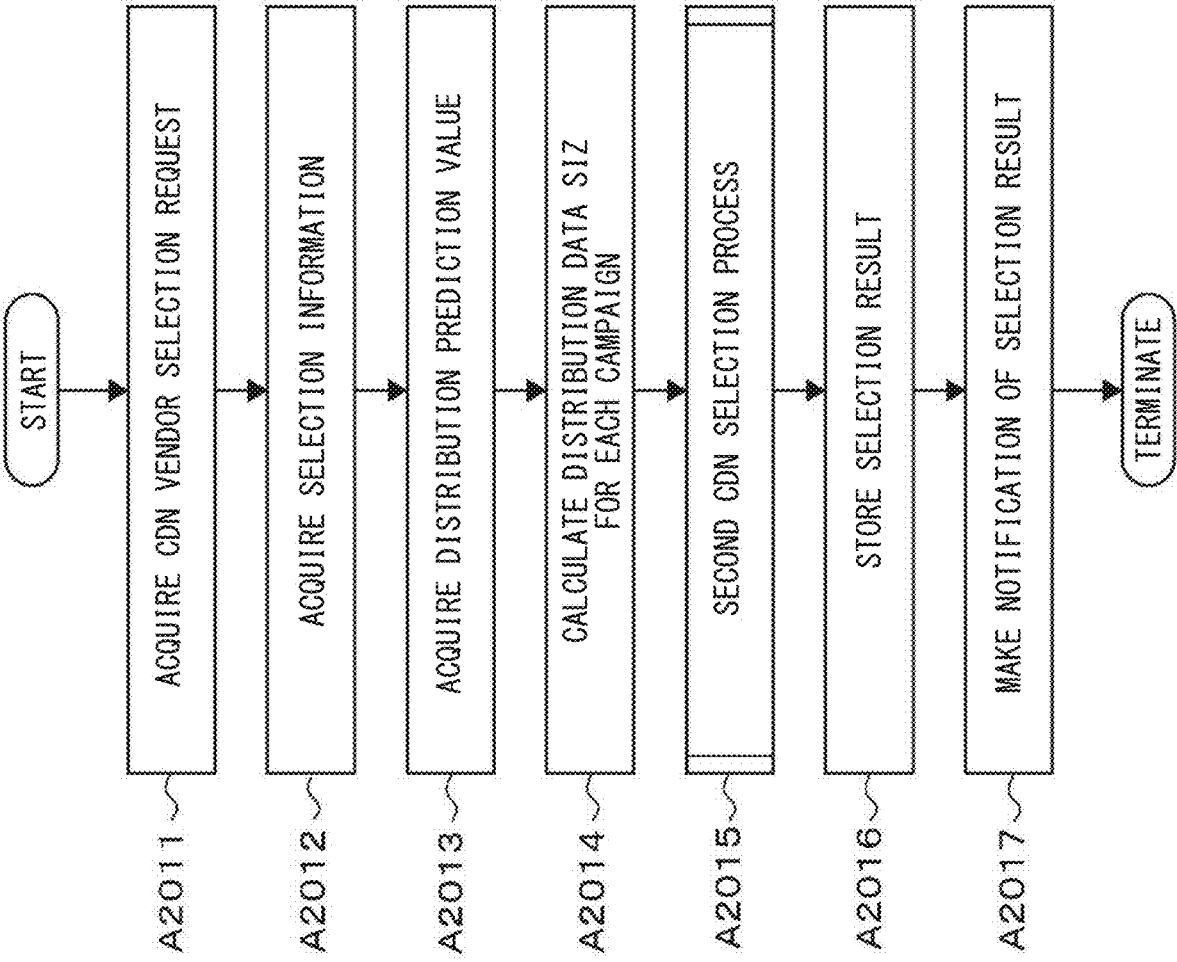 START
A2011
ACQUIRE CDN VENDOR SELECTION REQUEST
A2012
ACQUIRE SELECTION INFORMATION
A2013
ACQUIRE DISTRIBUTION PREDICTION VALUE
A2014
CALCULATE DISTRIBUTION DATA SIZ
FOR EACH CAMPAIGN
A2015
SECOND CDN SELECTION PROCESS
A2016
STORE SELECTION RESULT
A2017
MAKE NOTIFICATION OF SELECTION RESULT
TERMINATE